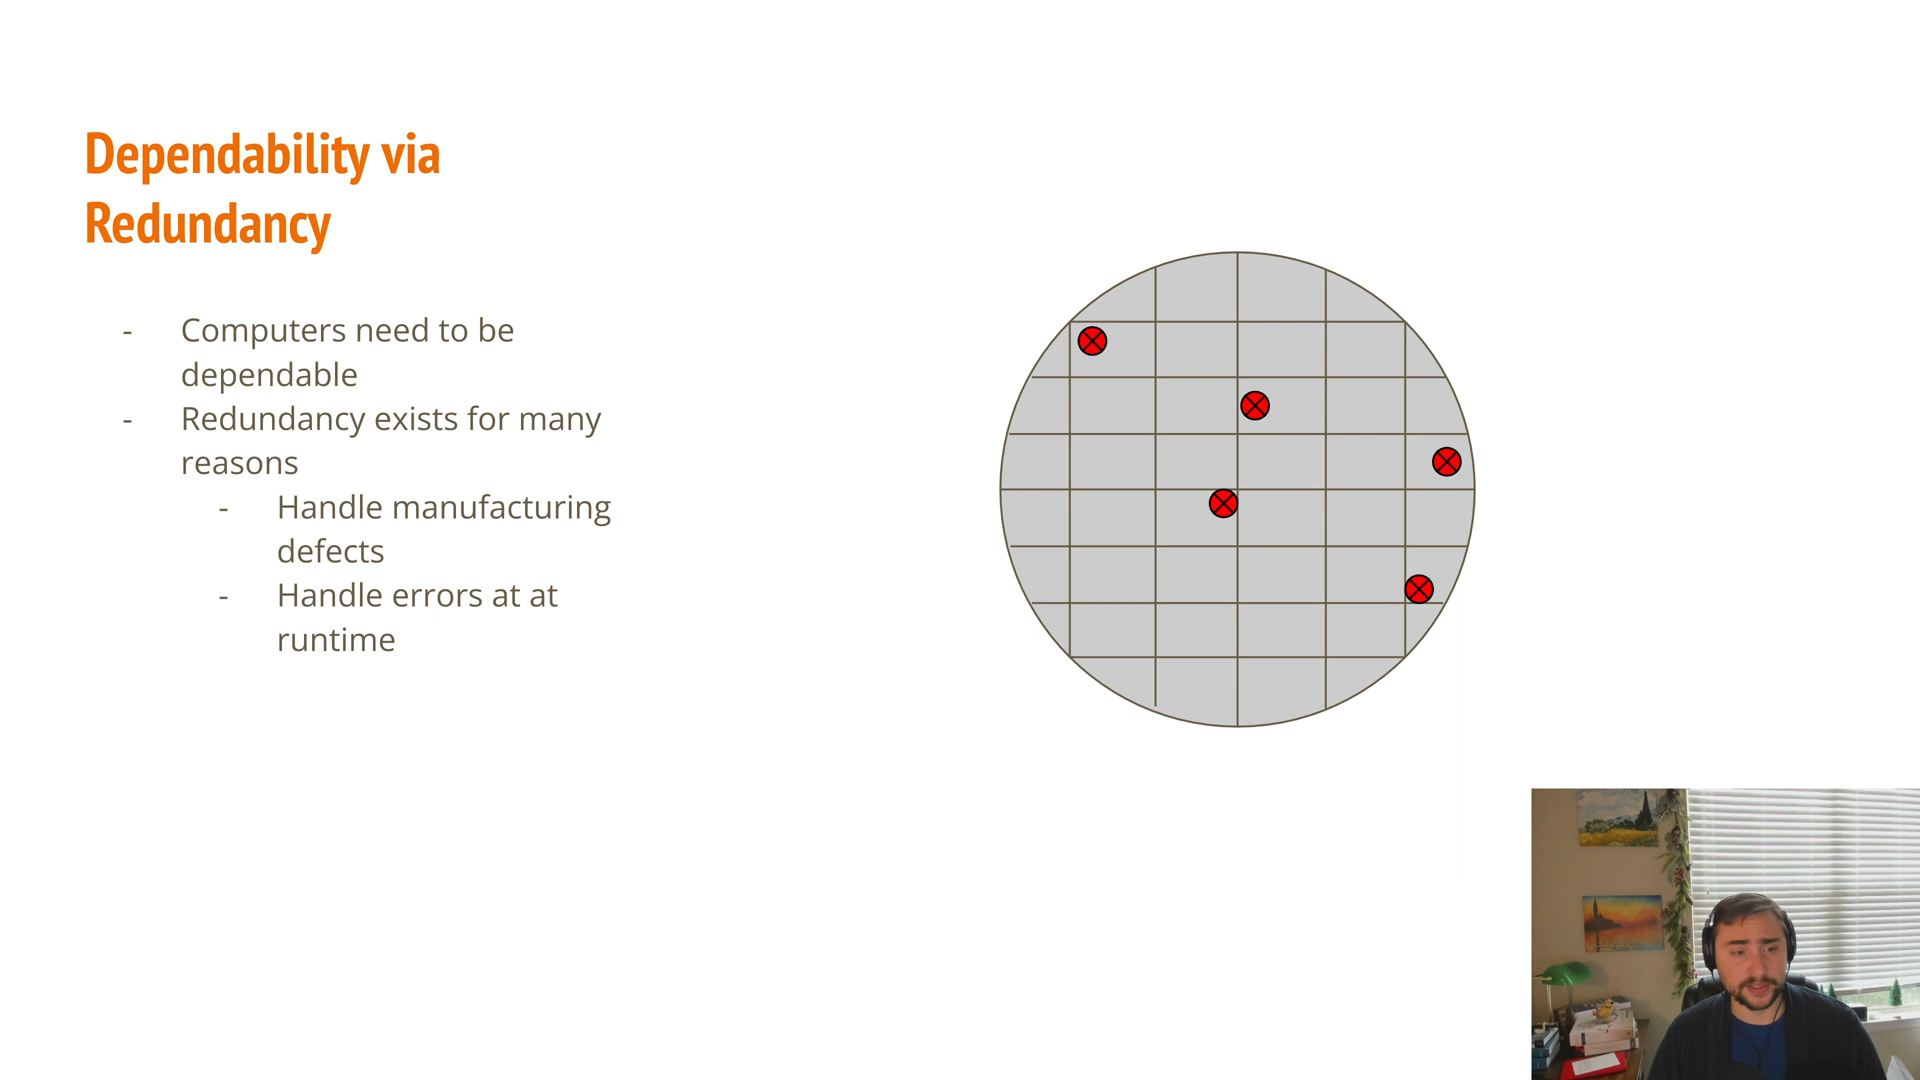 Dependability via
Redundancy
- Computers need to be
dependable
- Redundancy exists for many
reasons
- Handle manufacturing
defects
- Handle errors at at
runtime